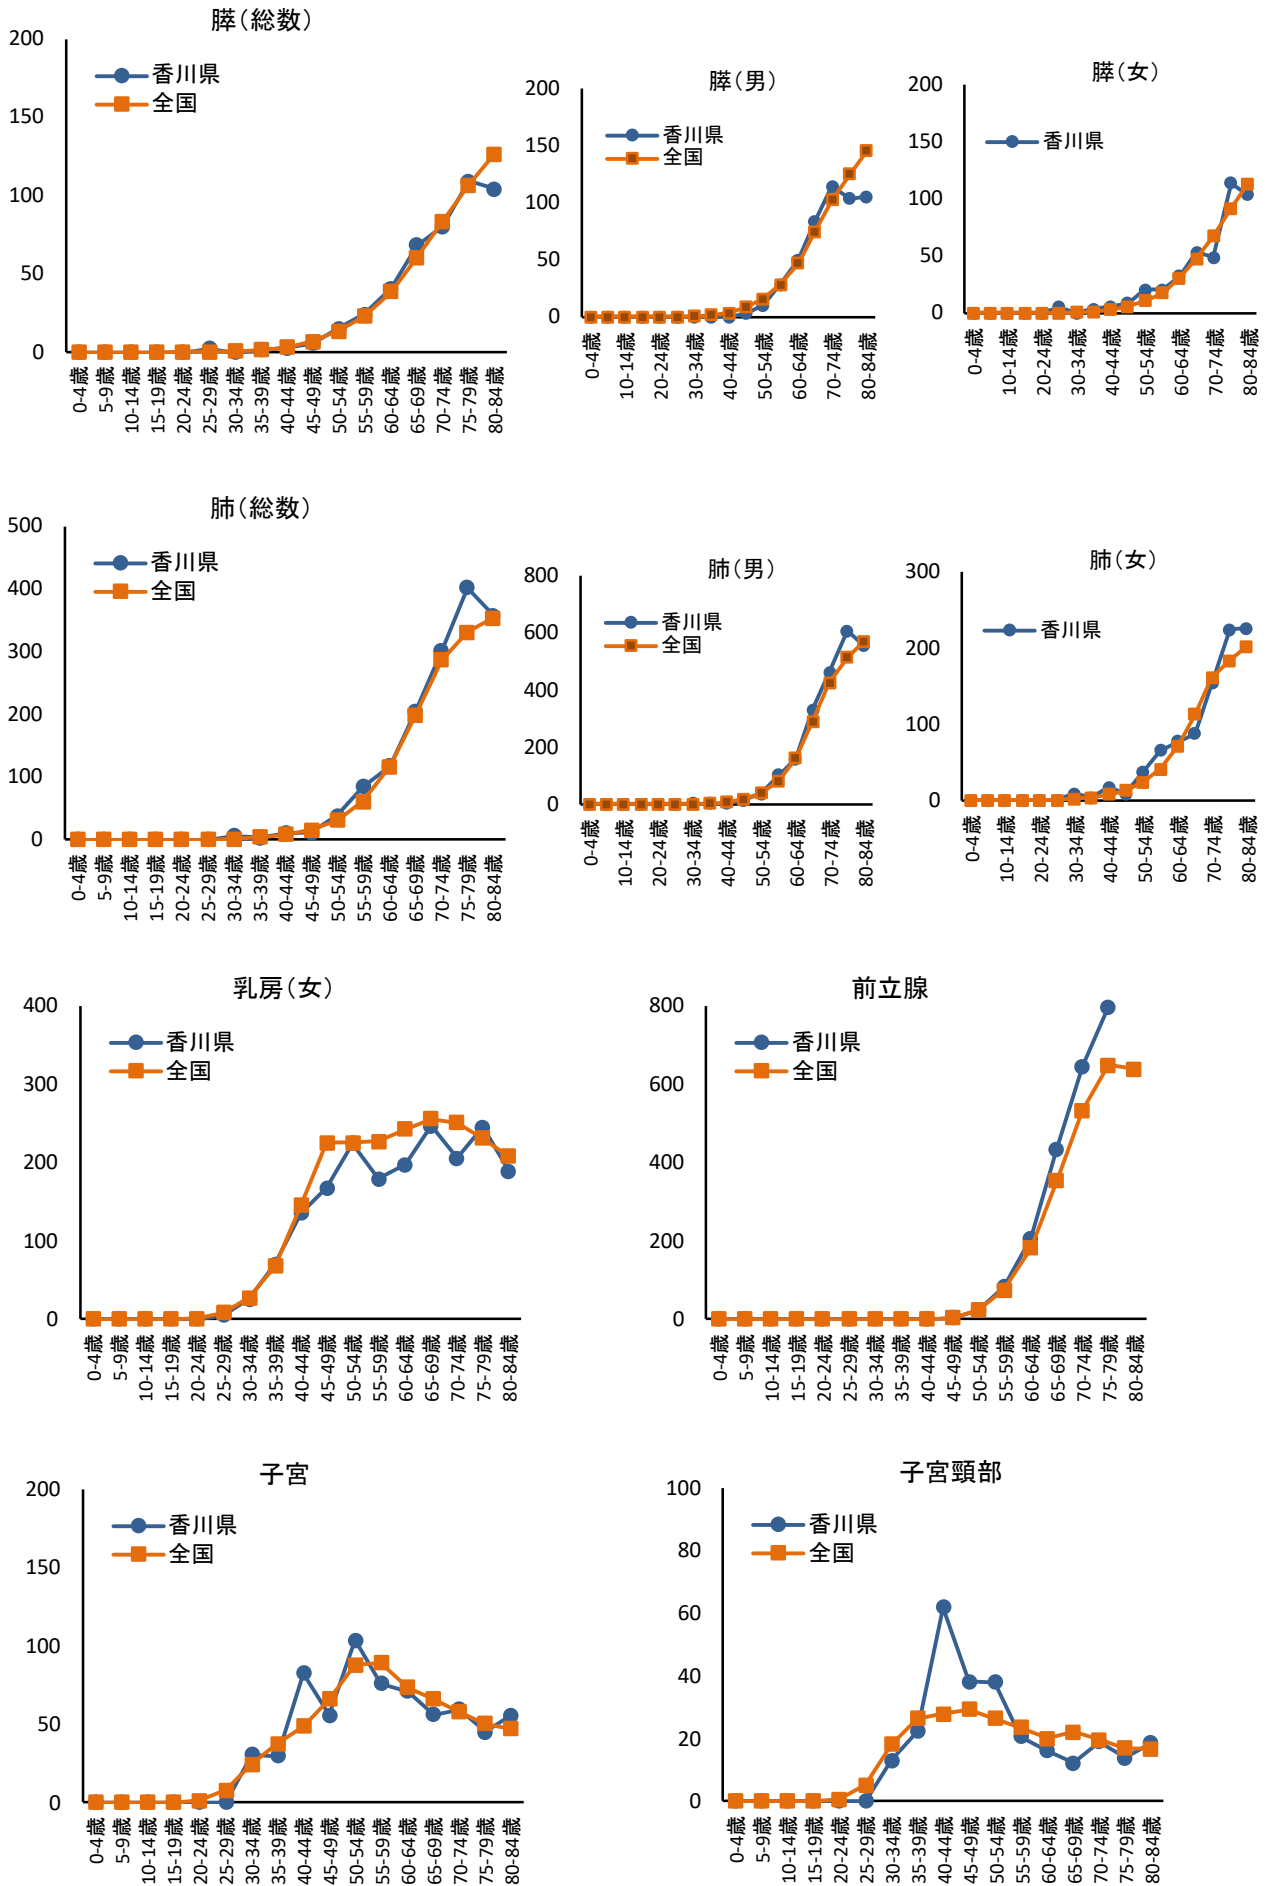 膵（総数）
200
150
100
50
0
香川県
全国
0-4歳
5-9歳
10-14歳
15-19歳
20-24歳
25-29歳
30-34歳
35-39歳
40-44歳
45-49歳
50-54歳
55-59歳
60-64歳
65-69歳
70-74歳
75-79歳
80-84歳
膵（男）
200
150
100
50
0
香川県
全国
0-4歳
10-14歳
20-24歳
30-34歳
40-44歳
50-54歳
60-64歳
70-74歳
80-84歳
膵（女）
200
150
100
50
0
香川県
0-4歳
10-14歳
20-24歳
30-34歳
40-44歳
50-54歳
60-64歳
70-74歳
80-84歳
肺（総数）
500
400
300
200
100
0
香川県
全国
0-4歳
5-9歳
10-14歳
15-19歳
20-24歳
25-29歳
30-34歳
35-39歳
40-44歳
45-49歳
50-54歳
55-59歳
60-64歳
65-69歳
70-74歳
75-79歳
80-84歳
肺（男）
800
600
400
200
0
香川県
全国
0-4歳
10-14歳
20-24歳
30-34歳
40-44歳
50-54歳
60-64歳
70-74歳
80-84歳
肺（女）
300
200
100
0
香川県
0-4歳
10-14歳
20-24歳
30-34歳
40-44歳
50-54歳
60-64歳
70-74歳
80-84歳
乳房（女）
400
300
200
100
0
香川県
全国
0-4歳
5-9歳
10-14歳
15-19歳
20-24歳
25-29歳
30-34歳
35-39歳
40-44歳
45-49歳
50-54歳
55-59歳
60-64歳
65-69歳
70-74歳
75-79歳
80-84歳
前立腺
800
600
400
200
0
香川県
全国
0-4歳
5-9歳
10-14歳
15-19歳
20-24歳
25-29歳
30-34歳
35-39歳
40-44歳
45-49歳
50-54歳
55-59歳
60-64歳
65-69歳
70-74歳
75-79歳
80-84歳
子宮
200
150
100
50
0
香川県
全国
0-4歳
5-9歳
10-14歳
15-19歳
20-24歳
25-29歳
30-34歳
35-39歳
40-44歳
45-49歳
50-54歳
55-59歳
60-64歳
65-69歳
70-74歳
75-79歳
80-84歳
子宮頸部
100
80
60
40
20
0
香川県
全国
0-4歳
5-9歳
10-14歳
15-19歳
20-24歳
25-29歳
30-34歳
35-39歳
40-44歳
45-49歳
50-54歳
55-59歳
60-64歳
65-69歳
70-74歳
75-79歳
80-84歳